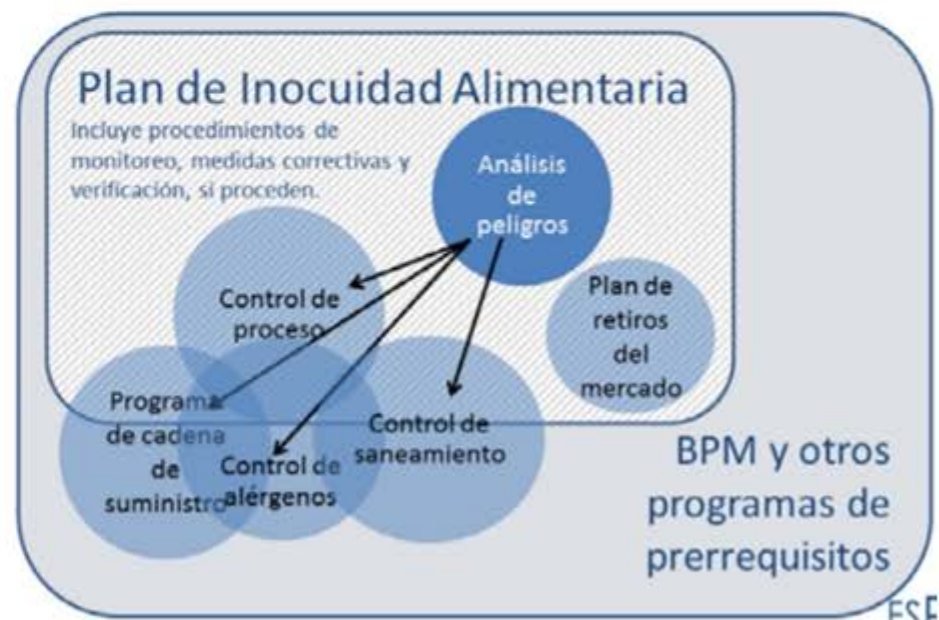 Plan de Inocuidad Alimentaria
Incluye procedimientos de
monitoreo, medidas correctivas y
verificación, si proceden.
Análisis
de
peligros
Control de
proceso
Plan de
retiros
del
mercado
Programa
de cadena
de
suministro
Control de
alérgenos
Control de
saneamiento
BPM y otros
programas de
prerrequisitos